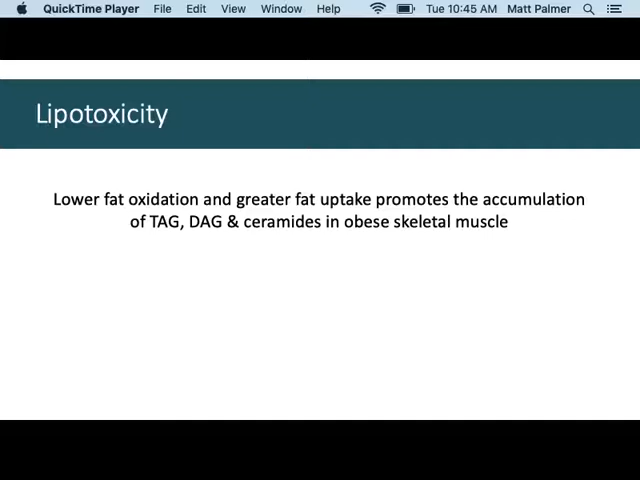 QuickTime Player File Edit View Window Help Tue 10:45 AM Matt Palmer
Lipotoxicity
Lower fat oxidation and greater fat uptake promotes the accumulation
of TAG, DAG & ceramides in obese skeletal muscle